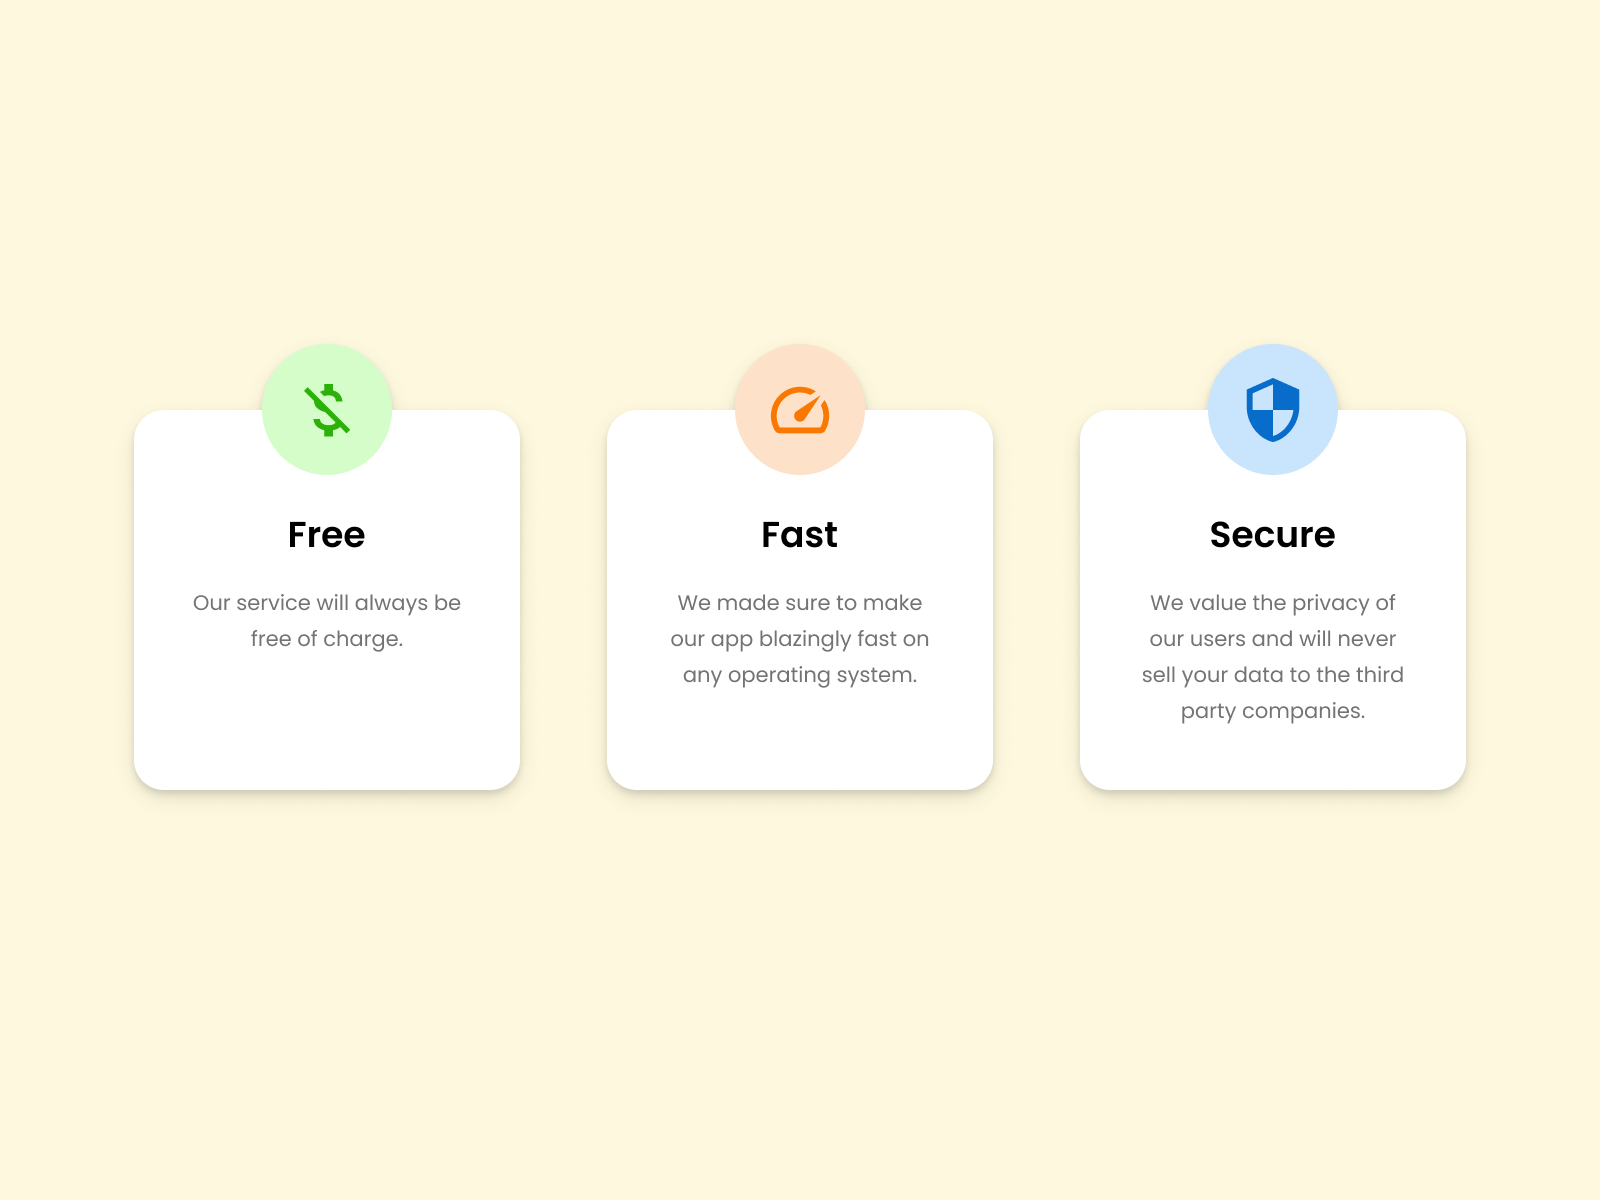 Free
Our service will always be
free of charge.
Fast
We made sure to make
our app blazingly fast on
any operating system.
Secure
We value the privacy of
our users and will never
sell your data to the third
party companies.